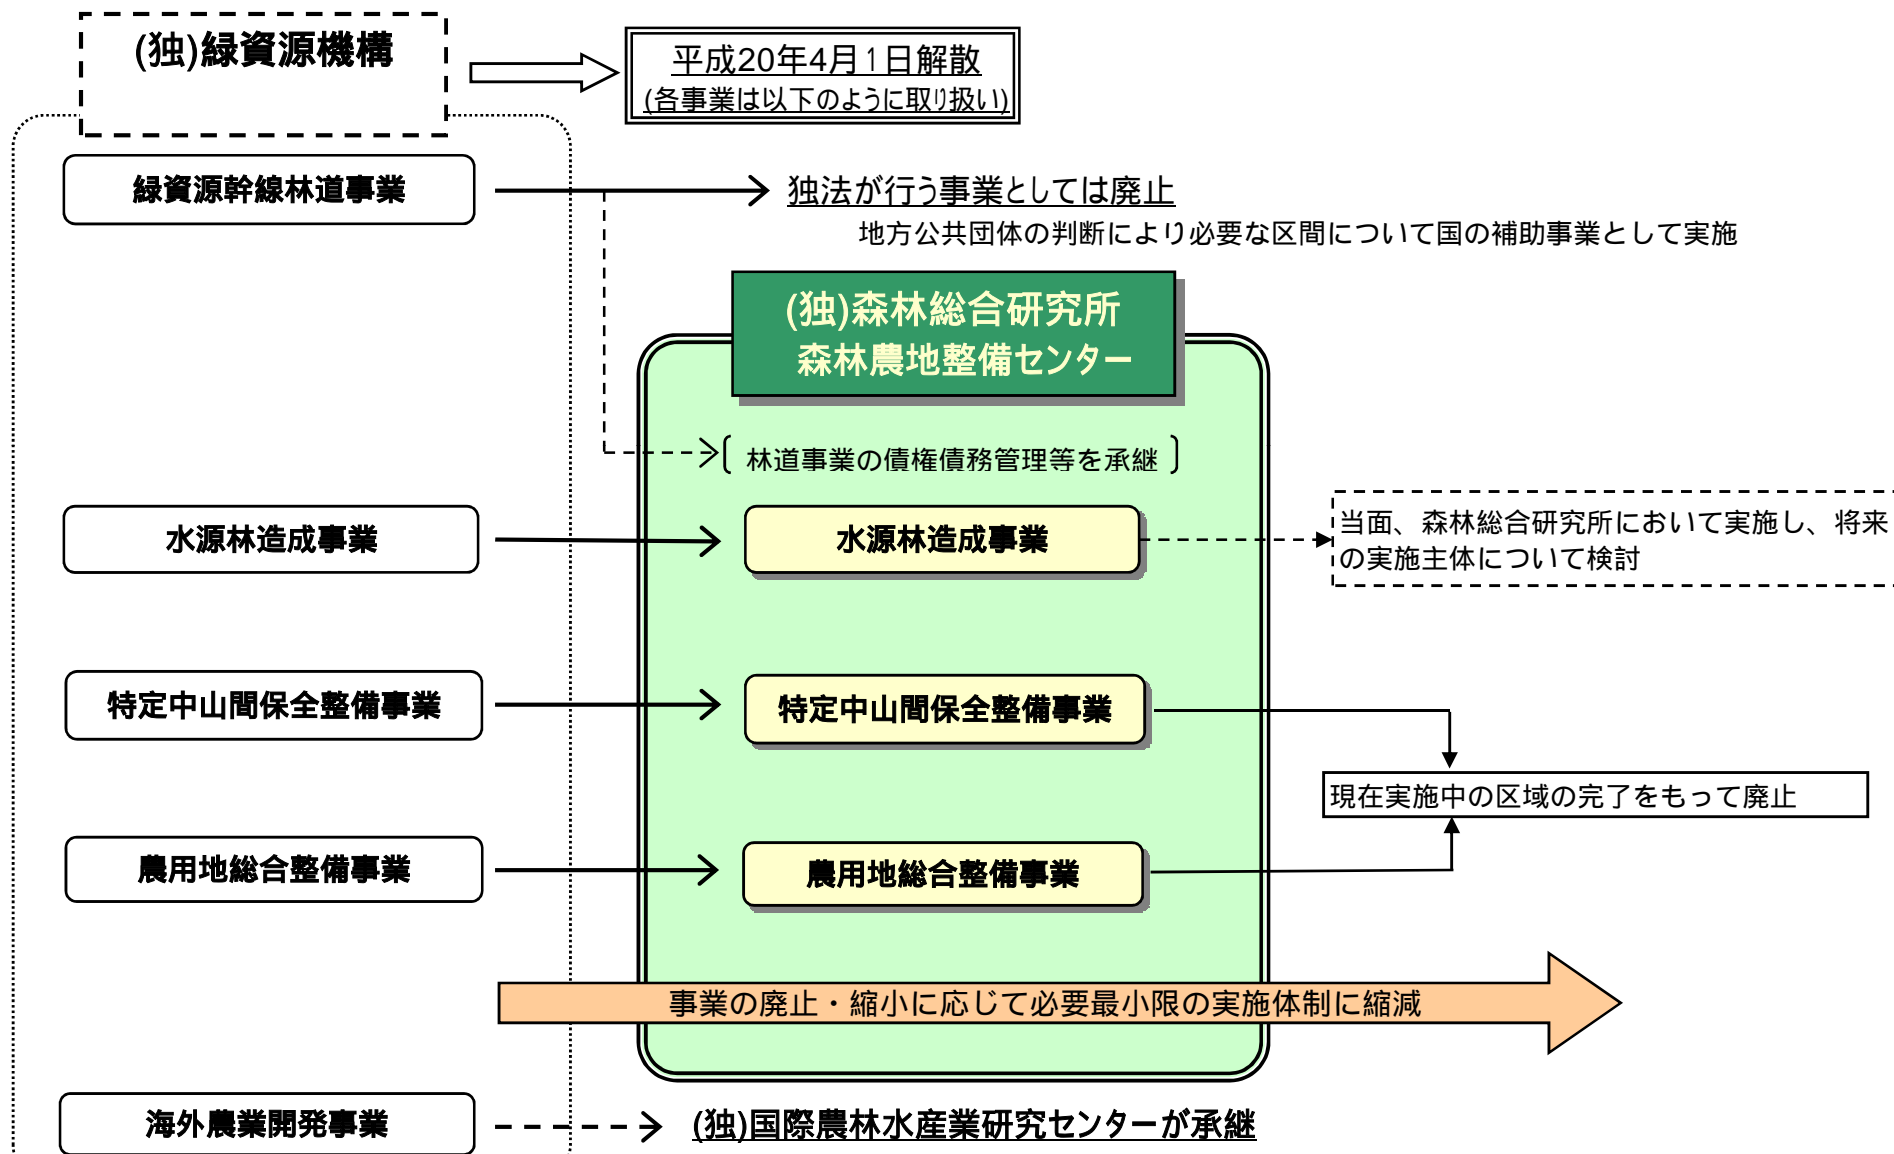 (独)緑資源機構
平成20年4月1日解散
(各事業は以下のように取り扱い)
緑資源幹線林道事業
独法が行う事業としては廃止
地方公共団体の判断により必要な区間について国の補助事業として実施
(独)森林総合研究所
森林農地整備センター
林道事業の債権債務管理等を承継
水源林造成事業
水源林造成事業
当面、森林総合研究所において実施し、将来
の実施主体について検討
特定中山間保全整備事業
特定中山間保全整備事業
現在実施中の区域の完了をもって廃止
農用地総合整備事業
農用地総合整備事業
事業の廃止・縮小に応じて必要最小限の実施体制に縮減
海外農業開発事業
(独)国際農林水産業研究センターが承継